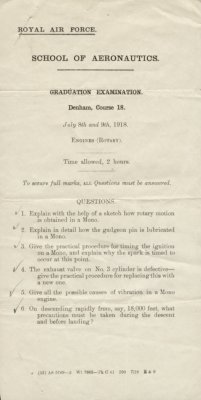 ROYAL AIR FORCE.
SCHOOL OF AERONAUTICS.
GRADUATION EXAMINATION.
Denham, Course 18.
July 8th and 9th, 1918.
ENGINES (ROTARY).
Time allowed, 2 hours.
To secure full marks, ALL Questions must be answered.
QUESTIONS.
1. Explain with the help of a sketch how rotary motion
is obtained in a Mono.
2. Explain in detail how the gudgeon pin is lubricated
in a Mono.
3. Give the practical procedure for timing the ignition
on a Mono, and explain why the spark is timed to
occur at this point.
4. The exhaust valve on No. 3 cylinder is defective—
give the practical procedure for replacing this with
a new one.
5. Give all the possible causes of vibration in a Mono
engine.
6. On descending rapidly from, say, 18,000 feet, what
precautions must be taken during the descent
and before landing?
200 7/18